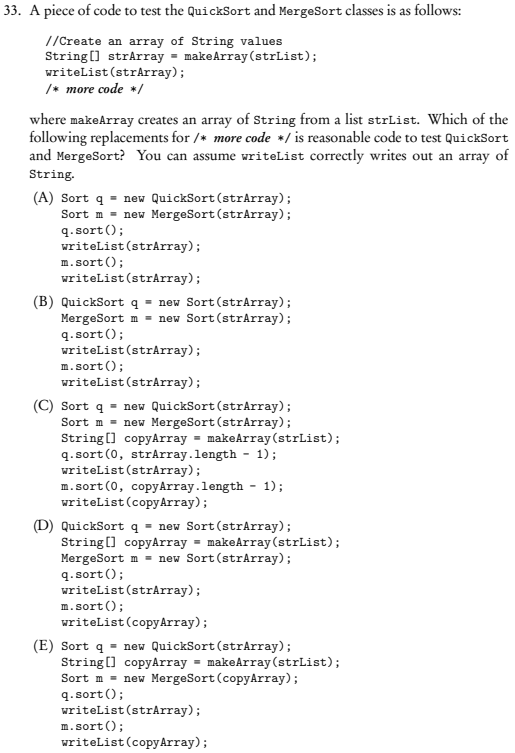 33. A piece of code to test the QuickSort and MergeSort classes is as follows:
//Create an array of String values
String[] strArray = makeArray(strList);
writeList(strArray);
/* more code */
where makeArray creates an array of String from a list strList. Which of the
following replacements for /* more code */ is reasonable code to test QuickSort
and MergeSort? You can assume writeList correctly writes out an array of
String.
(A) Sort q = new QuickSort(strArray);
Sort m = new MergeSort(strArray);
q.sort();
writeList(strArray);
m.sort();
writeList(strArray);
(B) QuickSort q = new Sort(strArray);
MergeSort m = new Sort(strArray);
q.sort();
writeList(strArray);
m.sort();
writeList(strArray);
(C) Sort q = new QuickSort(strArray);
Sort m = new MergeSort(strArray);
String[] copyArray = makeArray(strList);
q.sort(0, strArray.length - 1);
writeList(strArray);
m.sort(0, copyArray.length - 1);
writeList(copyArray);
(D) QuickSort q = new Sort(strArray);
String[] copyArray = makeArray(strList);
MergeSort m = new Sort(strArray);
q.sort();
writeList(strArray);
m.sort();
writeList(copyArray);
(E) Sort q = new QuickSort(strArray);
String[] copyArray = makeArray(strList);
Sort m = new MergeSort(copyArray);
q.sort();
writeList(strArray);
m.sort();
writeList(copyArray);